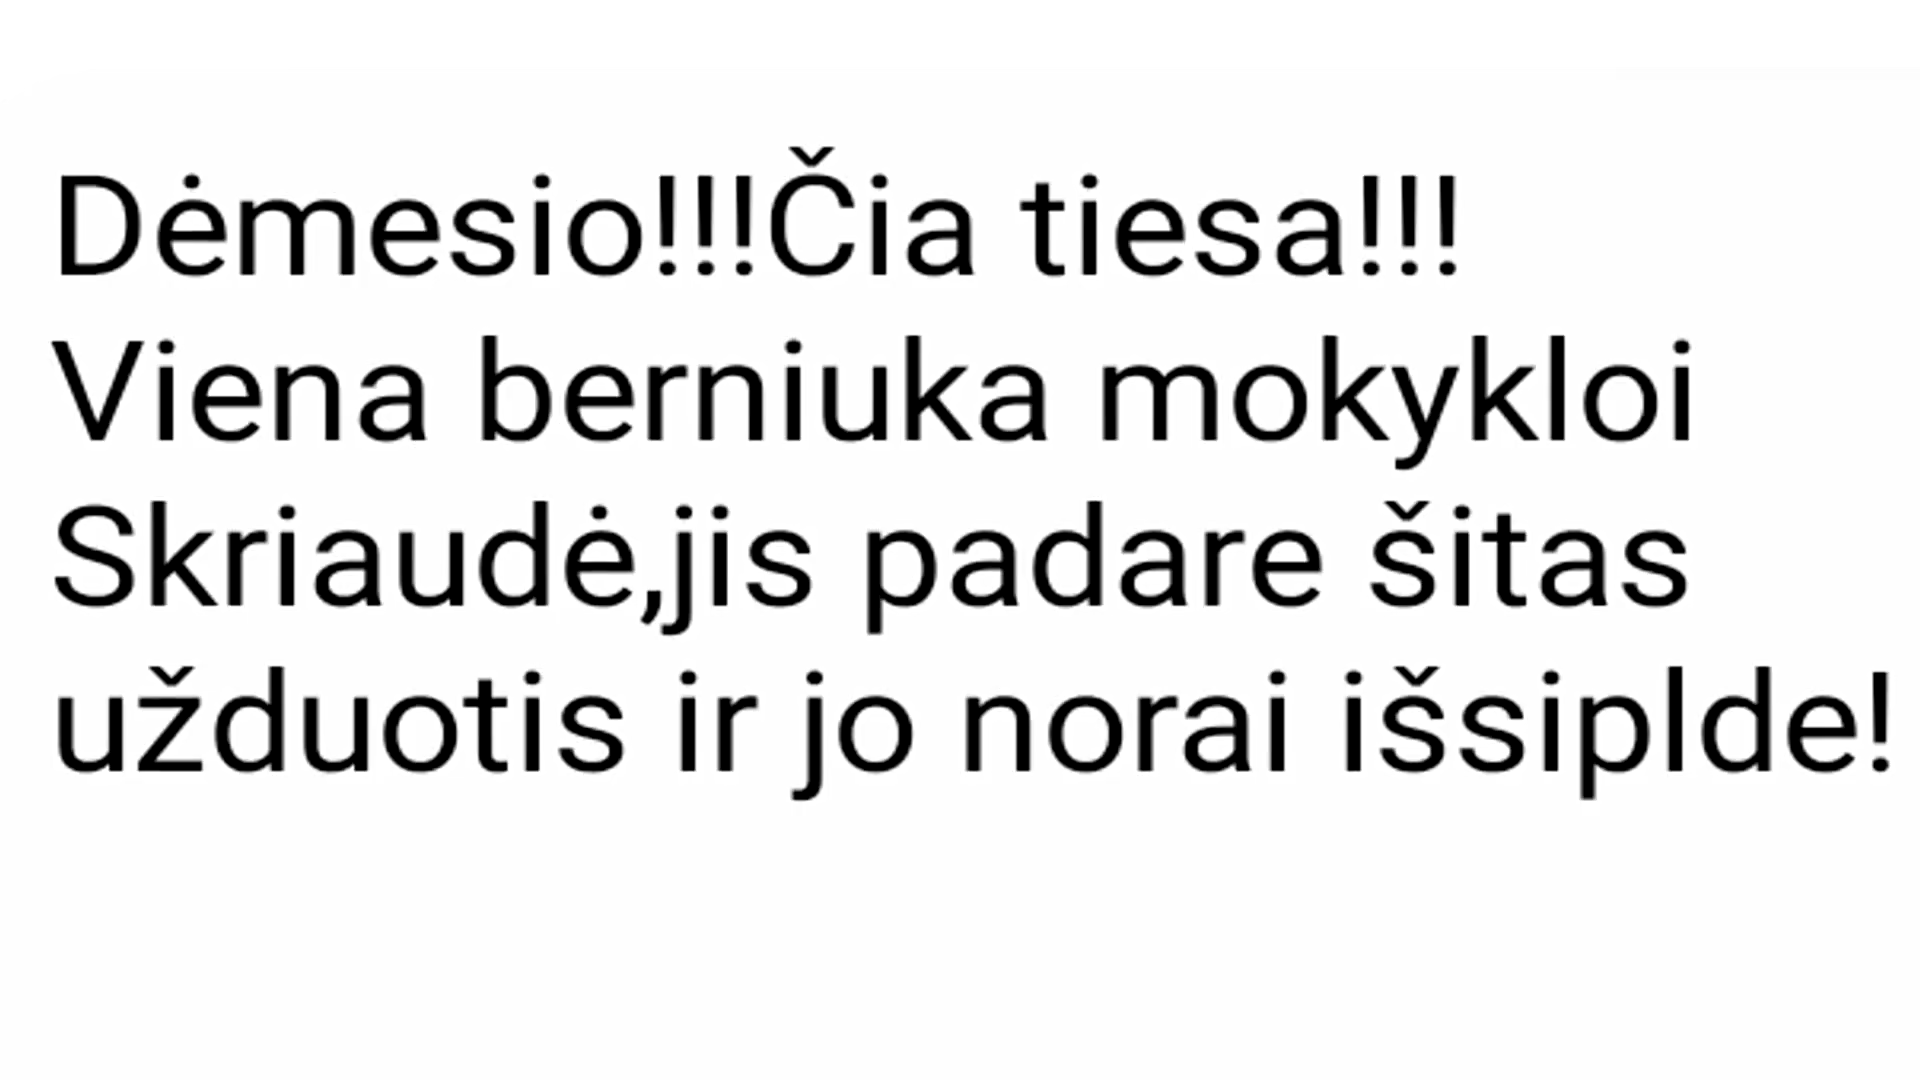 Dėmesio!!!Čia tiesa!!!
Viena berniuka mokykloi
Skriaudė,jis padare šitas
užduotis ir jo norai išsiplde!